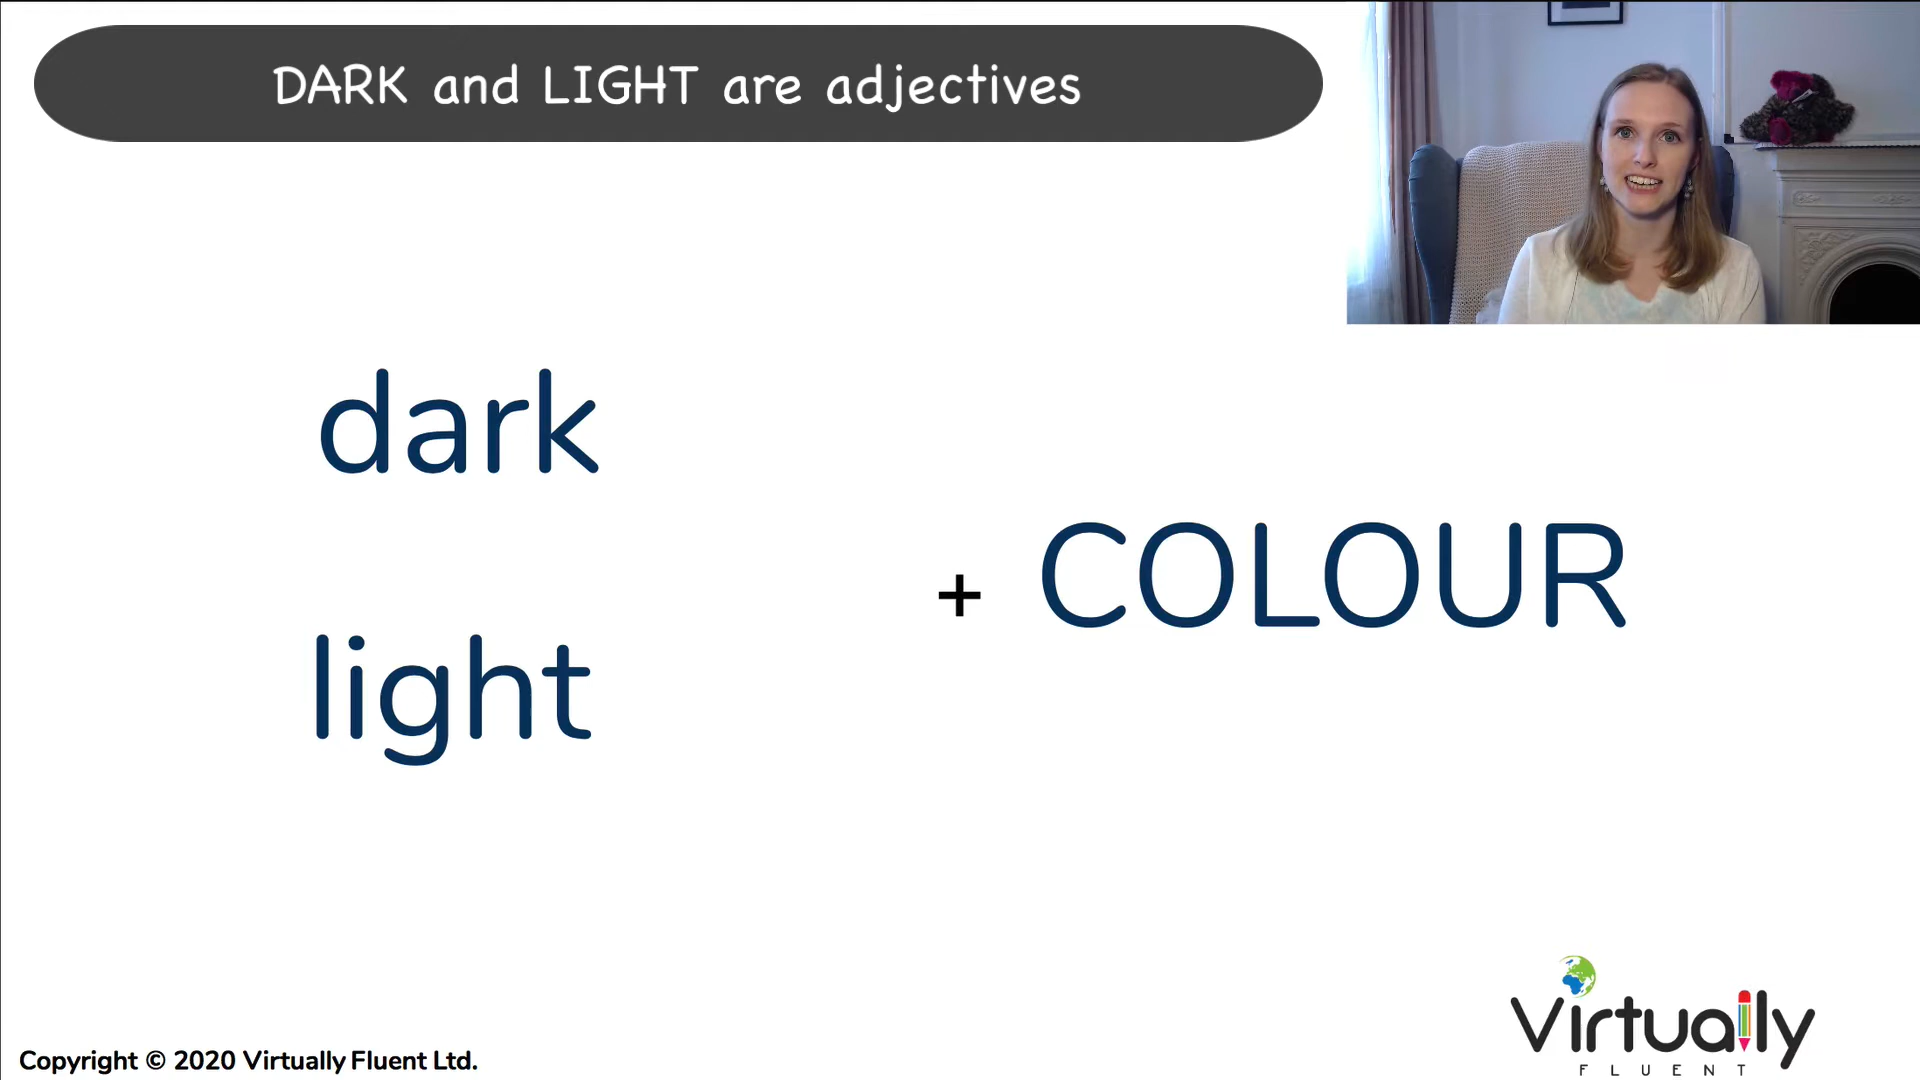 DARK and LIGHT are adjectives
dark
light
+ COLOUR
Virtually
FLUENT
Copyright © 2020 Virtually Fluent Ltd.